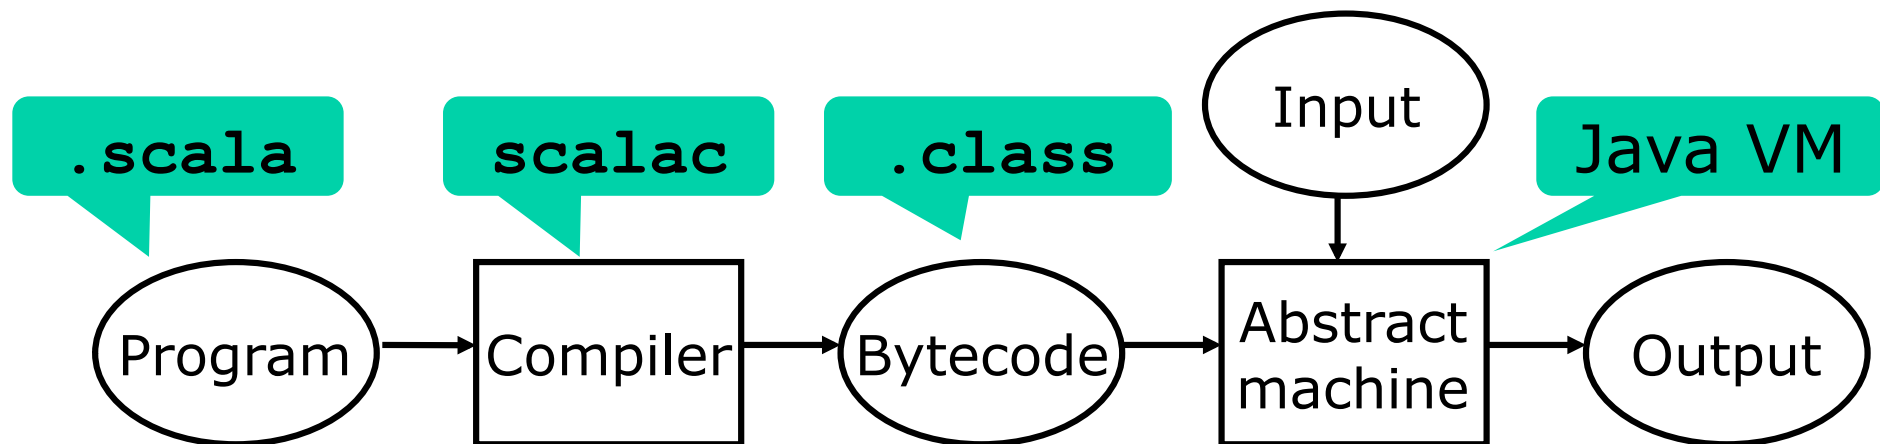 Input
.scala
scalac
.class
Java VM
Program
Compiler
Bytecode
Abstract
machine
Output